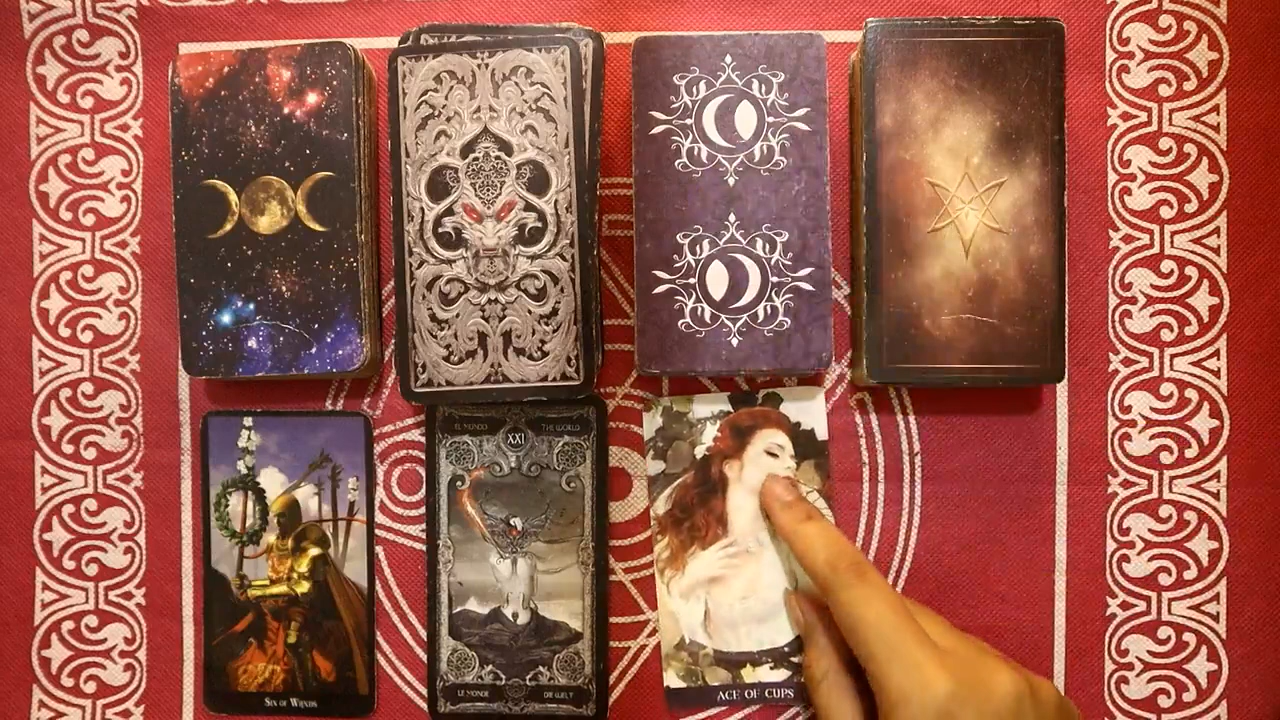 EL MUNDO
XXI
THE WORLD
LE MONDE
DIE WELT
SIX OF WANDS
ACE OF CUPS